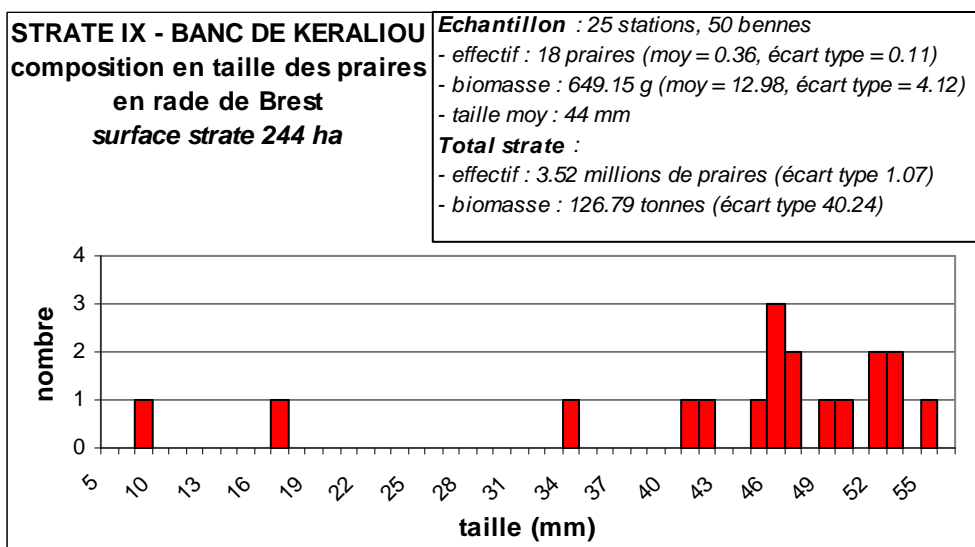 STRATE IX - BANC DE KERALIOU
composition en taille des praires
en rade de Brest
surface strate 244 ha
Echantillon : 25 stations, 50 bennes
- effectif : 18 praires (moy = 0.36, écart type = 0.11)
- biomasse : 649.15 g (moy = 12.98, écart type = 4.12)
- taille moy : 44 mm
Total strate :
- effectif : 3.52 millions de praires (écart type 1.07)
- biomasse : 126.79 tonnes (écart type 40.24)
nombre
4
3
2
1
0
5 10 13 16 19 22 25 28 31 34 37 40 43 46 49 52 55
taille (mm)